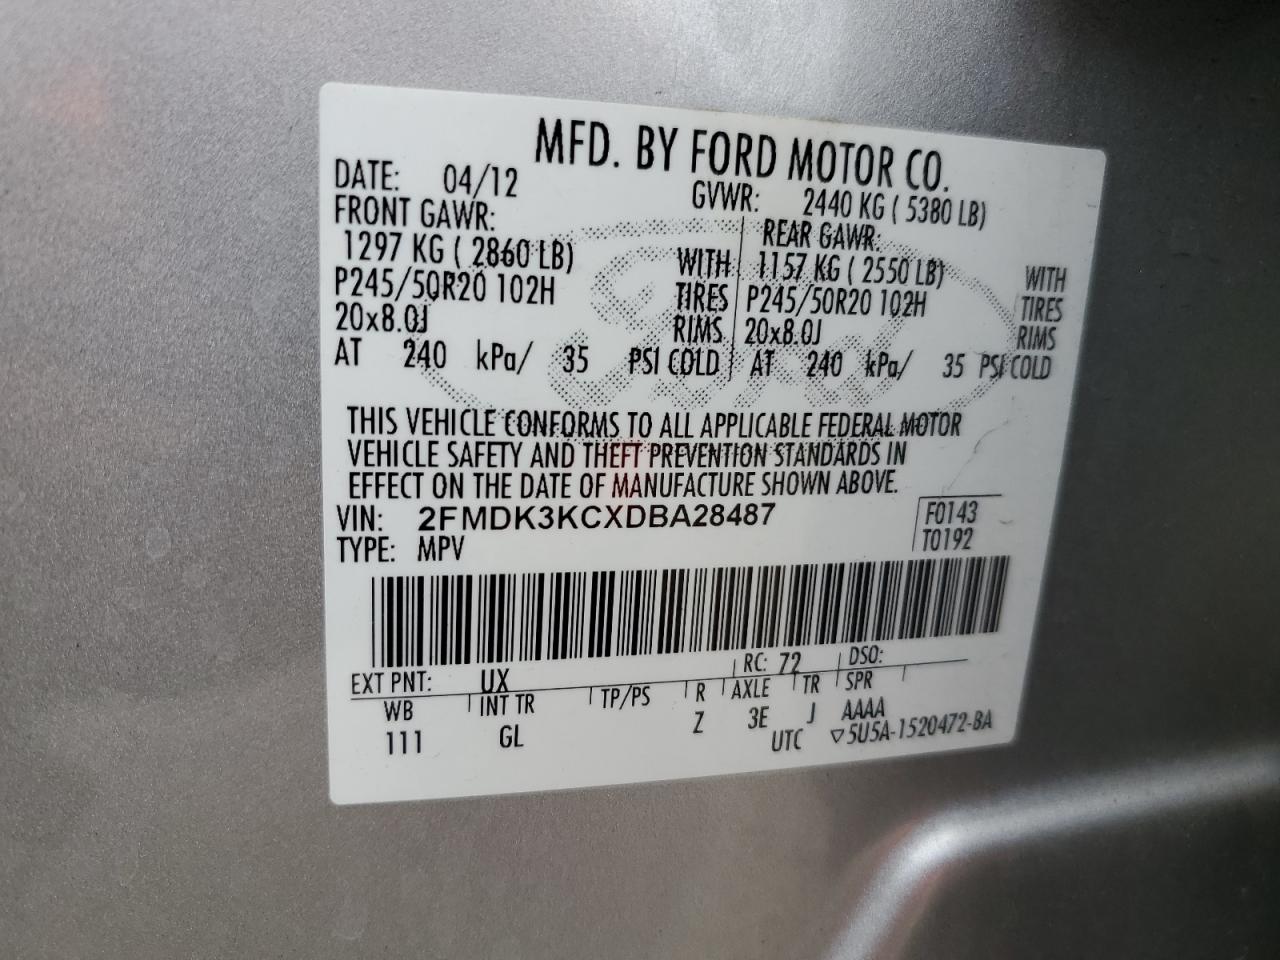 MFD. BY FORD MOTOR CO.
DATE: 04/12 GVWR: 2440 KG ( 5380 LB)
FRONT GAWR: REAR GAWR:
1297 KG ( 2860 LB) WITH 1157 KG ( 2550 LB) WITH
P245/50R20 102H TIRES P245/50R20 102H TIRES
20x8.0J RIMS 20x8.0J RIMS
AT 240 kPa/ 35 PSI COLD AT 240 kPa/ 35 PSI COLD
THIS VEHICLE CONFORMS TO ALL APPLICABLE FEDERAL MOTOR
VEHICLE SAFETY AND THEFT PREVENTION STANDARDS IN
EFFECT ON THE DATE OF MANUFACTURE SHOWN ABOVE.
VIN: 2FMDK3KCXDBA28487 F0143
TYPE: MPV T0192
EXT PNT: UX RC: 72 DSO:
WB INT TR TP/PS R AXLE TR SPR
111 GL Z 3E J AAAA
UTC ▽5U5A-1520472-BA
Ford